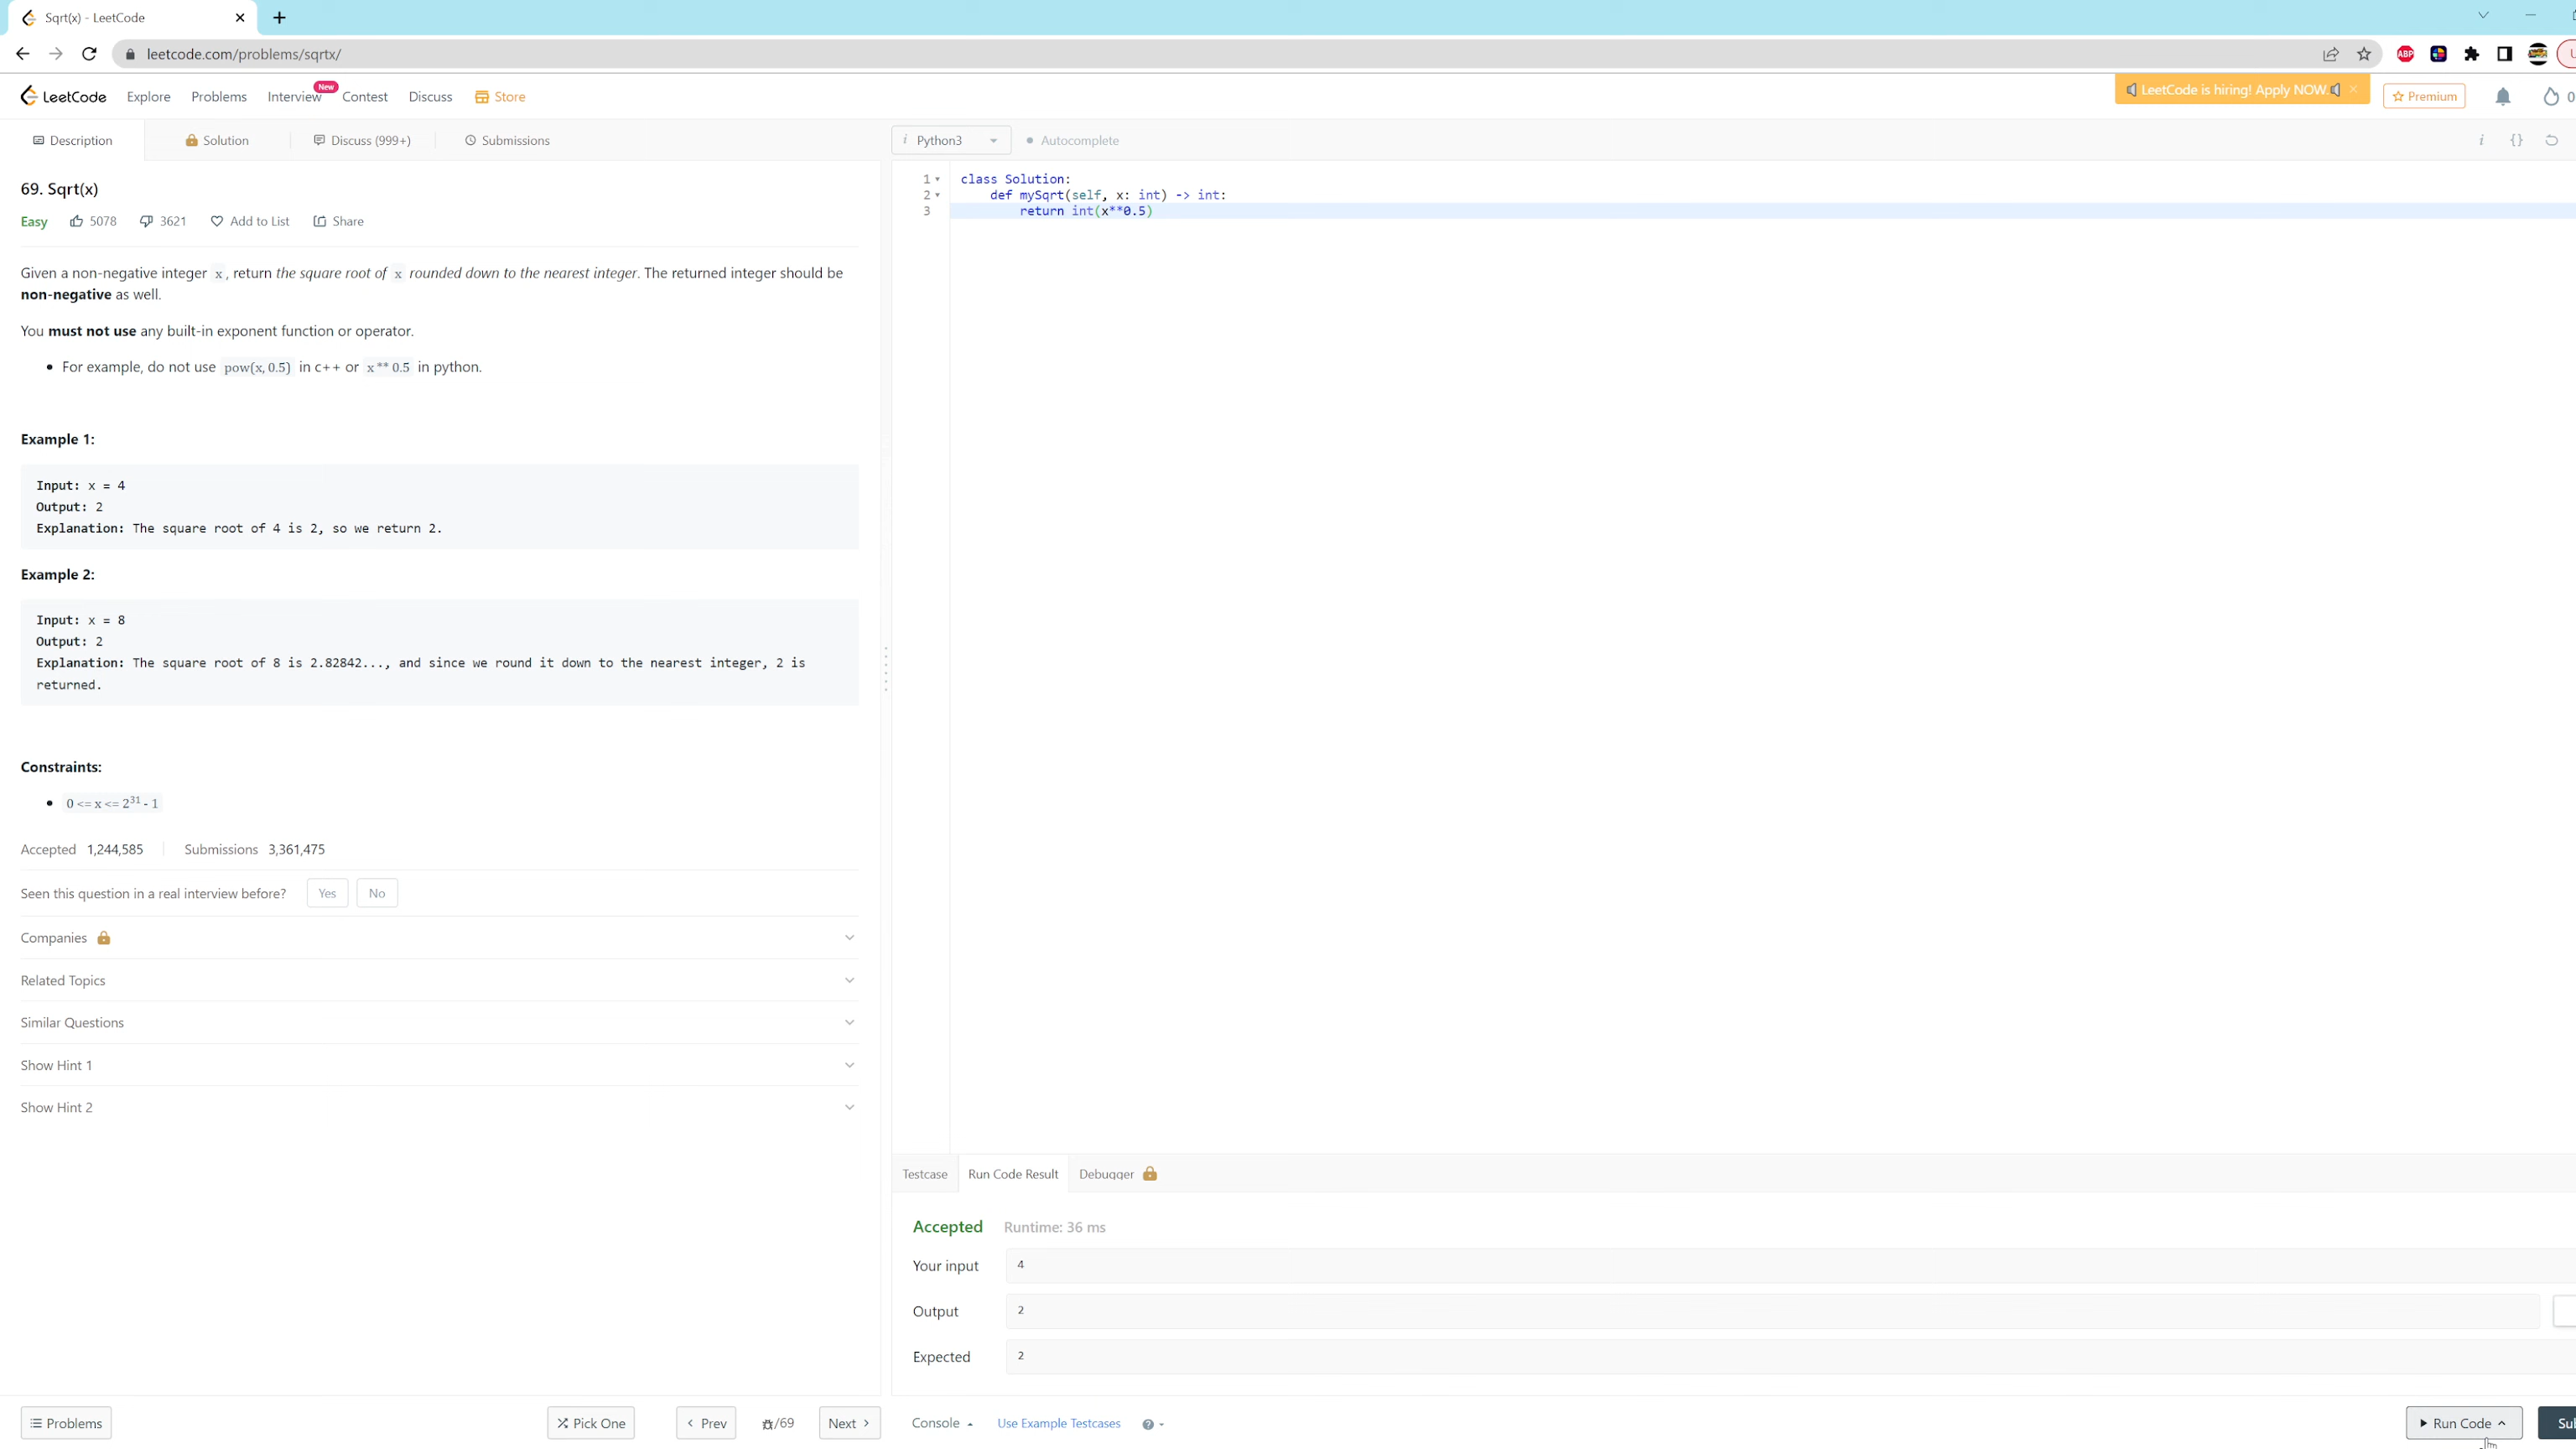 Sqrt(x) - LeetCode
leetcode.com/problems/sqrtx/
ABP
LeetCode Explore Problems Interview New Contest Discuss Store
LeetCode is hiring! Apply NOW.
Premium
0
Description Solution Discuss (999+) Submissions
i Python3 Autocomplete
i {}
69. Sqrt(x)
Easy 5078 3621 Add to List Share
Given a non-negative integer x, return the square root of x rounded down to the nearest integer. The returned integer should be
non-negative as well.
You must not use any built-in exponent function or operator.
• For example, do not use pow(x, 0.5) in c++ or x ** 0.5 in python.
Example 1:
Input: x = 4
Output: 2
Explanation: The square root of 4 is 2, so we return 2.
Example 2:
Input: x = 8
Output: 2
Explanation: The square root of 8 is 2.82842..., and since we round it down to the nearest integer, 2 is
returned.
Constraints:
• 0 <= x <= 2^31 - 1
Accepted 1,244,585 Submissions 3,361,475
Seen this question in a real interview before? Yes No
Companies
Related Topics
Similar Questions
Show Hint 1
Show Hint 2
Problems Pick One < Prev /69 Next >
1 class Solution:
2     def mySqrt(self, x: int) -> int:
3         return int(x**0.5)
Testcase Run Code Result Debugger
Accepted Runtime: 36 ms
Your input 4
Output 2
Expected 2
Console Use Example Testcases ?
Run Code